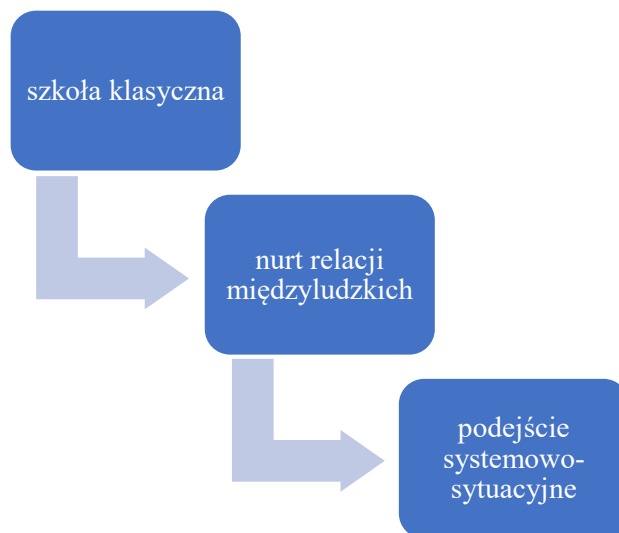 szkoła klasyczna
nurt relacji
międzyludzkich
podejście
systemowo-
sytuacyjne